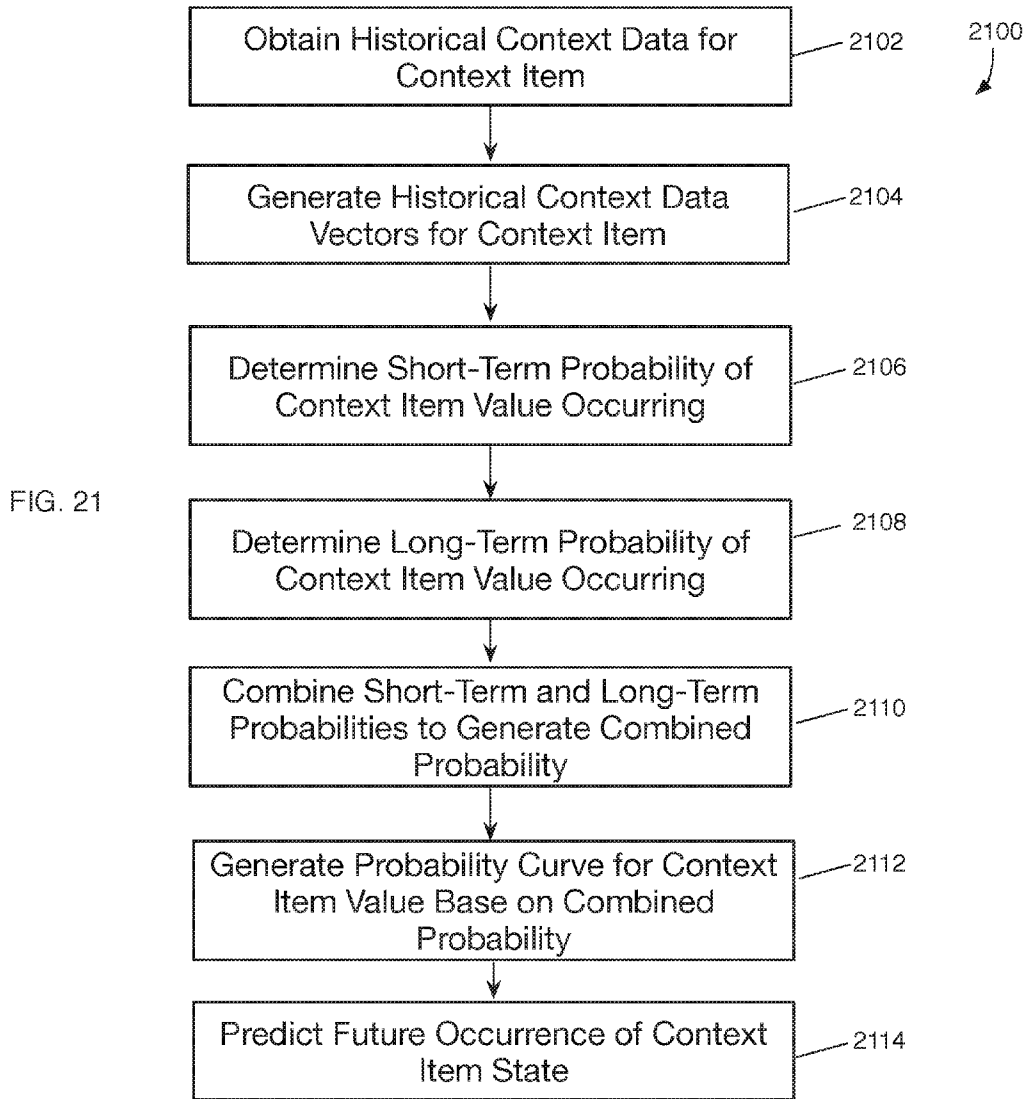 Obtain Historical Context Data for
Context Item
2102
2100
Generate Historical Context Data
Vectors for Context Item
2104
Determine Short-Term Probability of
Context Item Value Occurring
2106
FIG. 21
Determine Long-Term Probability of
Context Item Value Occurring
2108
Combine Short-Term and Long-Term
Probabilities to Generate Combined
Probability
2110
Generate Probability Curve for Context
Item Value Base on Combined
Probability
2112
Predict Future Occurrence of Context
Item State
2114